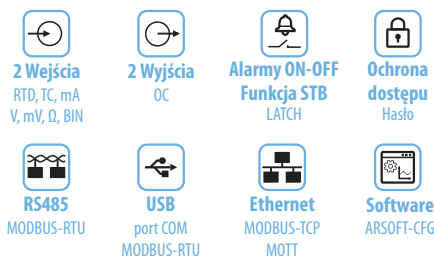 2 Wejścia
RTD, TC, mA
V, mV, Ω, BIN
2 Wyjścia
OC
Alarmy ON-OFF
Funkcja STB
LATCH
Ochrona
dostępu
Hasło
RS485
MODBUS-RTU
USB
port COM
MODBUS-RTU
Ethernet
MODBUS-TCP
MQTT
Software
ARSOFT-CFG